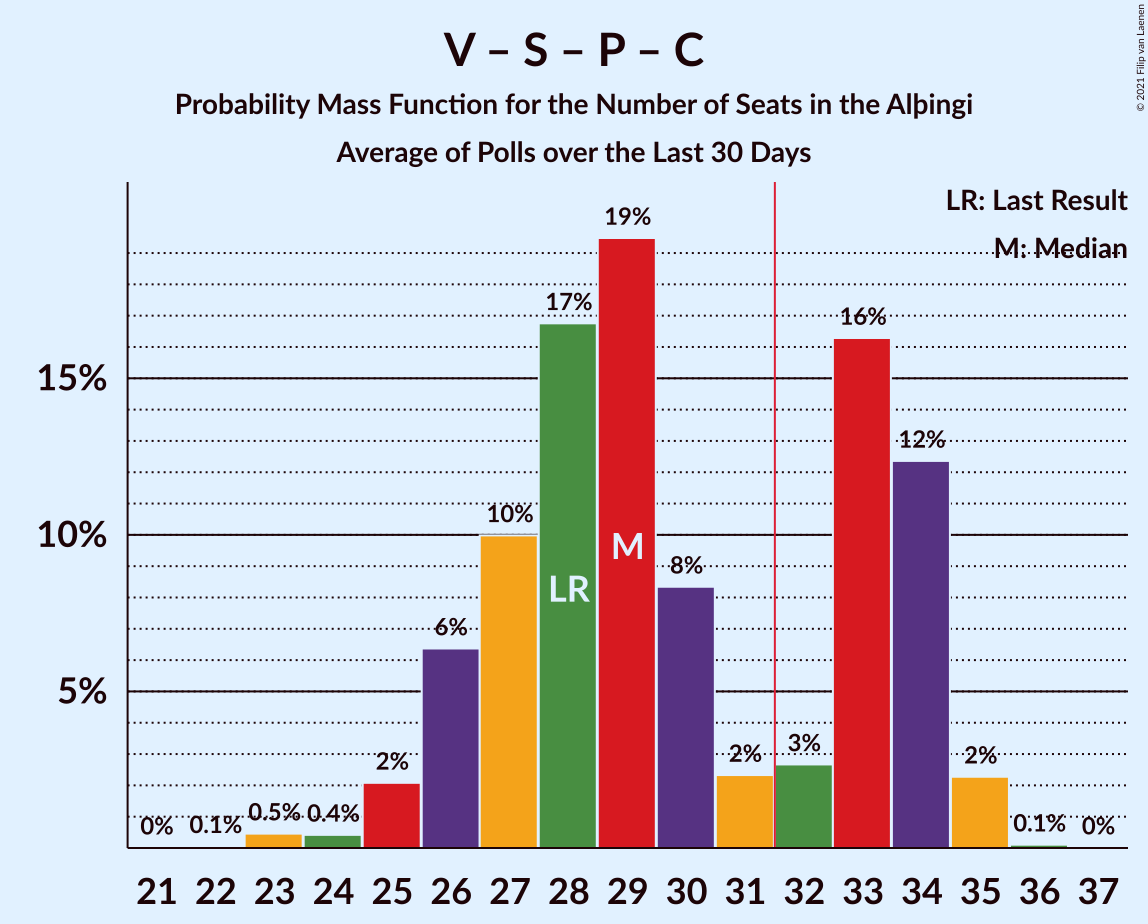 V – S – P – C
Probability Mass Function for the Number of Seats in the Alþingi
Average of Polls over the Last 30 Days
© 2021 Filip van Laenen
LR: Last Result
M: Median
15%
10%
5%
0%
0.1%
0.5%
0.4%
2%
6%
10%
17%
19%
8%
2%
3%
16%
12%
2%
0.1%
0%
LR
M
21 22 23 24 25 26 27 28 29 30 31 32 33 34 35 36 37